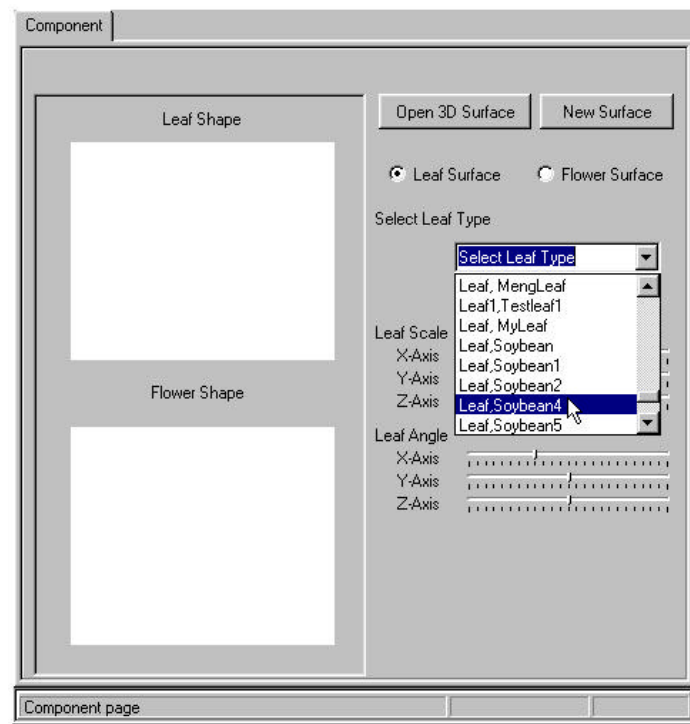 Component
Leaf Shape
Open 3D Surface
New Surface
Leaf Surface
Flower Surface
Select Leaf Type
Select Leaf Type
Leaf, MengLeaf
Leaf1,Testleaf1
Leaf, MyLeaf
Leaf,Soybean
Leaf,Soybean1
Leaf,Soybean2
Leaf,Soybean4
Leaf,Soybean5
Leaf Scale
X-Axis
Y-Axis
Z-Axis
Flower Shape
Leaf Angle
X-Axis
Y-Axis
Z-Axis
Component page